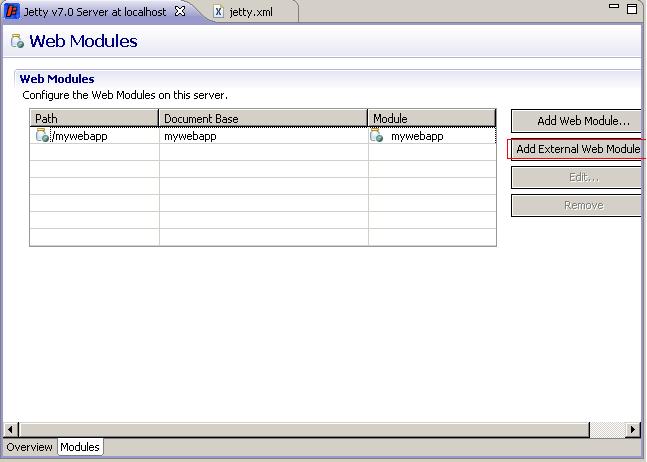 Jetty v7.0 Server at localhost jetty.xml
Web Modules
Web Modules
Configure the Web Modules on this server.
Path Document Base Module
/mywebapp mywebapp mywebapp
Add Web Module...
Add External Web Module
Edit...
Remove
Overview Modules